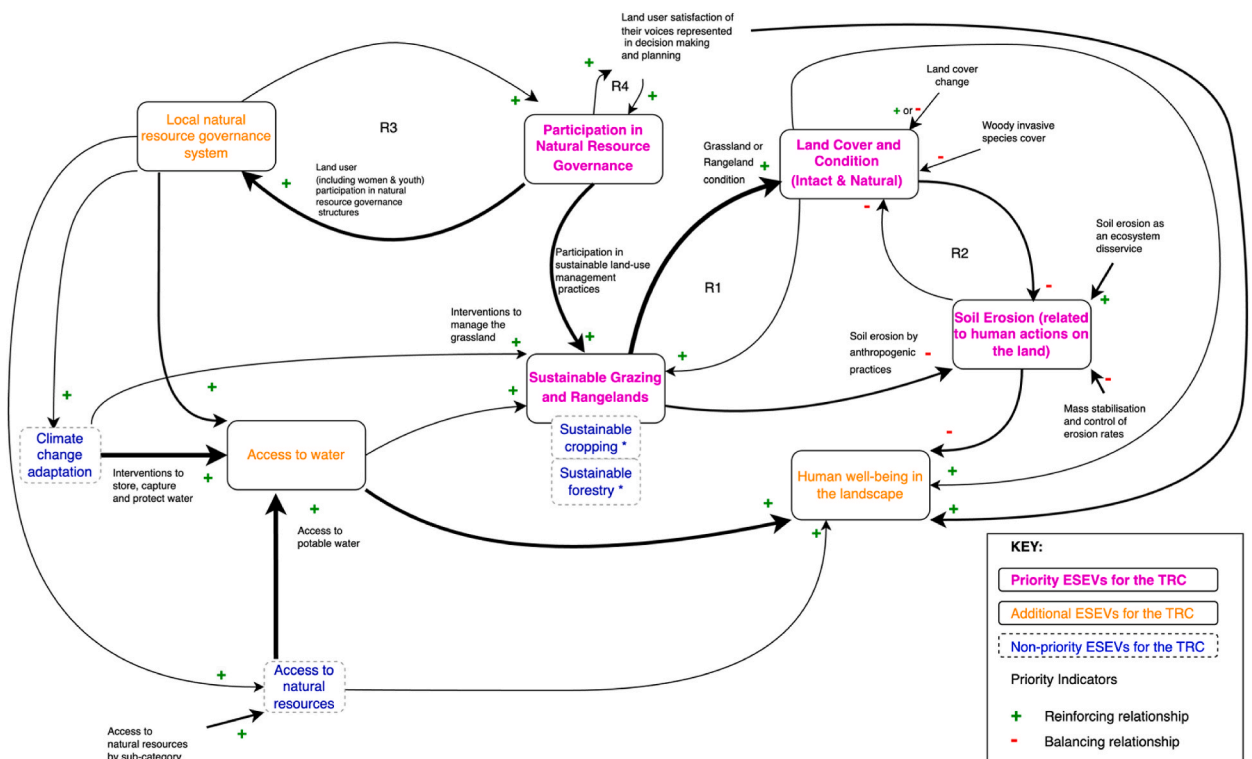 Land user satisfaction of
their voices represented
in decision making
and planning
+
R4
+
+
Land cover
change
+ or -
Local natural
resource governance
system
R3
Participation in
Natural Resource
Governance
Grassland or
Rangeland
condition
+
Land Cover and
Condition
(Intact & Natural)
Woody invasive
species cover
-
+
Land user
(including women & youth)
participation in natural
resource governance
structures
-
Participation in
sustainable land-use
management
practices
R1
R2
Soil erosion as
an ecosystem
disservice
-
+
Interventions to
manage the
grassland
+
+
+
Soil erosion by
anthropogenic
practices
-
Soil Erosion (related
to human actions on
the land)
-
Mass stabilisation
and control of
erosion rates
Sustainable Grazing
and Rangelands
+
+
+
Sustainable
cropping *
Sustainable
forestry *
Climate
change
adaptation
Interventions to
store, capture
and protect water
+
Access to water
-
+
Human well-being in
the landscape
+
+
+
+
Access to
potable water
Access to
natural
resources
+
+
Access to
natural resources
by sub-category
KEY:
Priority ESEVs for the TRC
Additional ESEVs for the TRC
Non-priority ESEVs for the TRC
Priority Indicators
+ Reinforcing relationship
- Balancing relationship